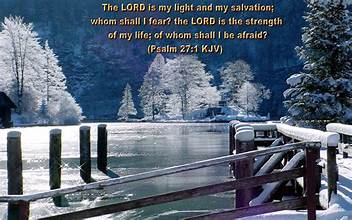 The LORD is my light and my salvation;
whom shall I fear? the LORD is the strength
of my life; of whom shall I be afraid?
(Psalm 27:1 KJV)